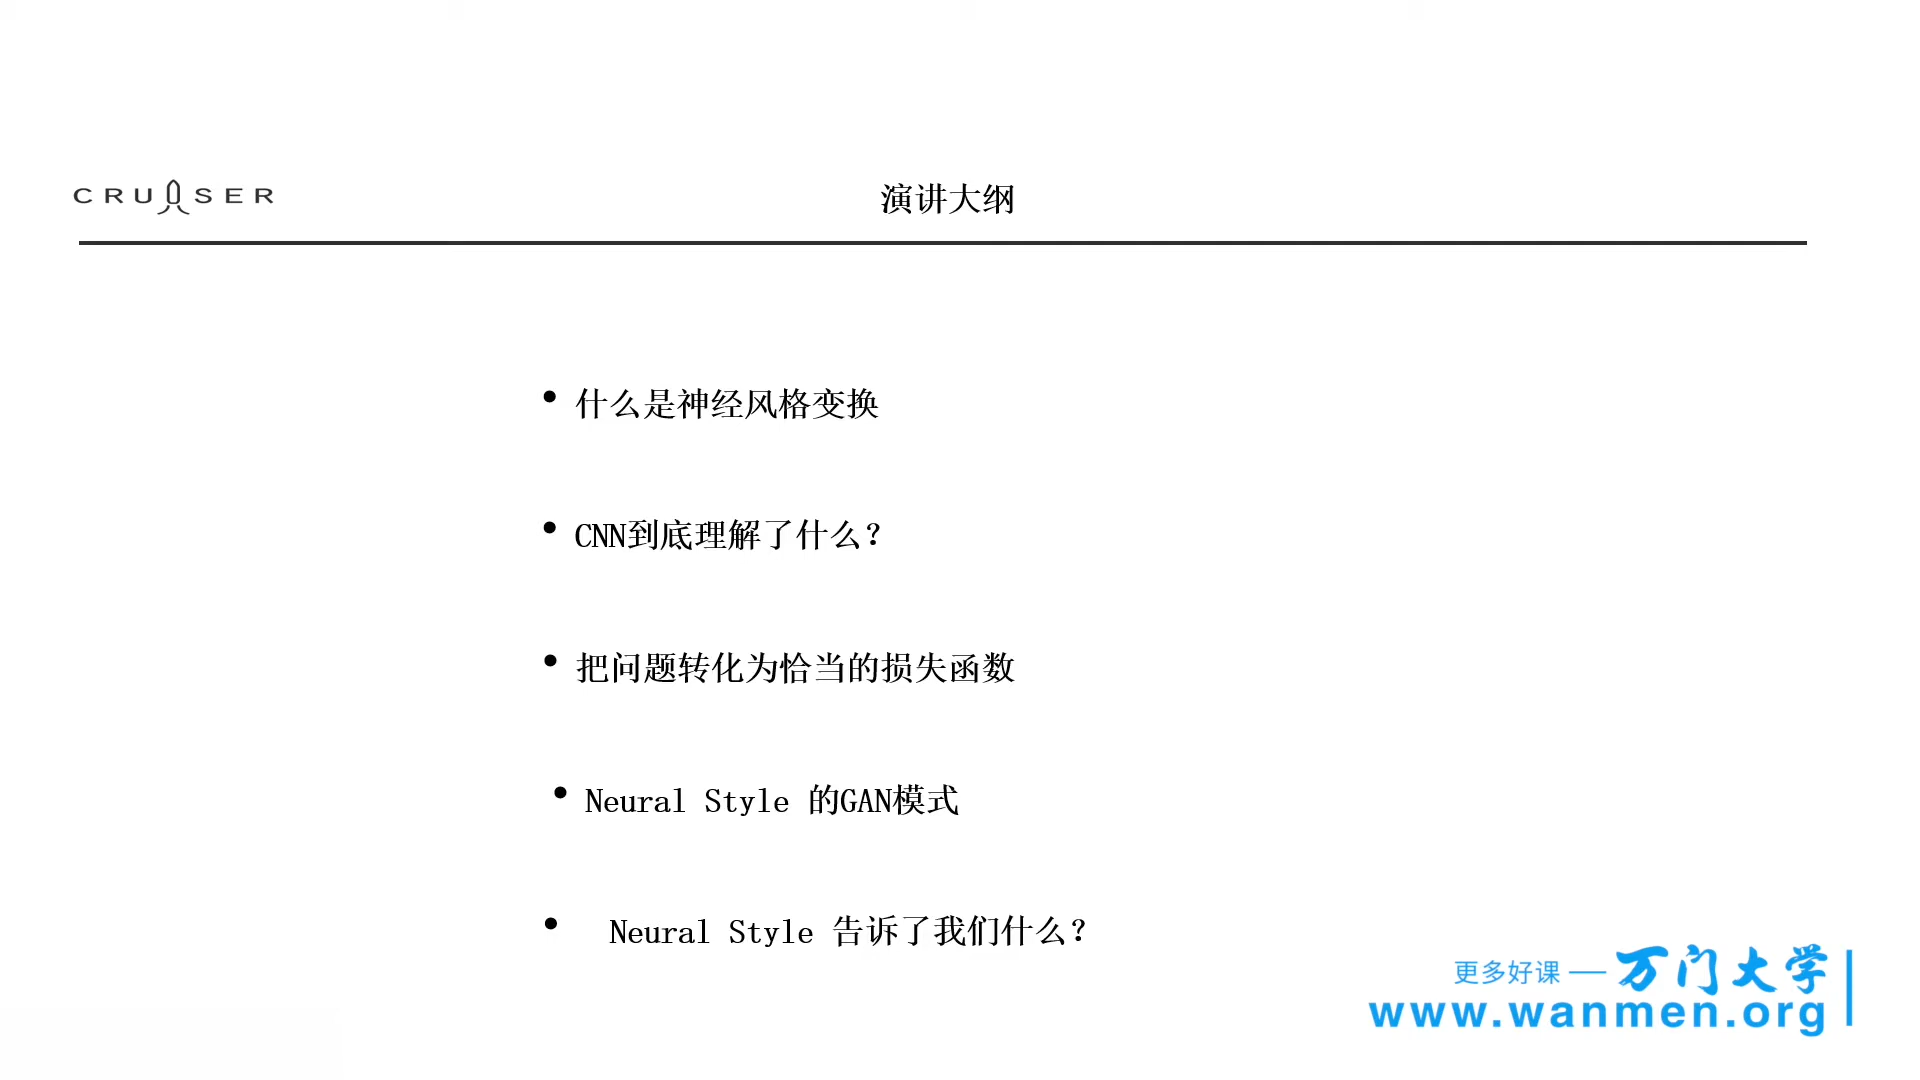 CRUISER
演讲大纲
• 什么是神经风格变换
• CNN到底理解了什么？
• 把问题转化为恰当的损失函数
• Neural Style 的GAN模式
• Neural Style 告诉了我们什么？
更多好课 — 万门大学
www.wanmen.org